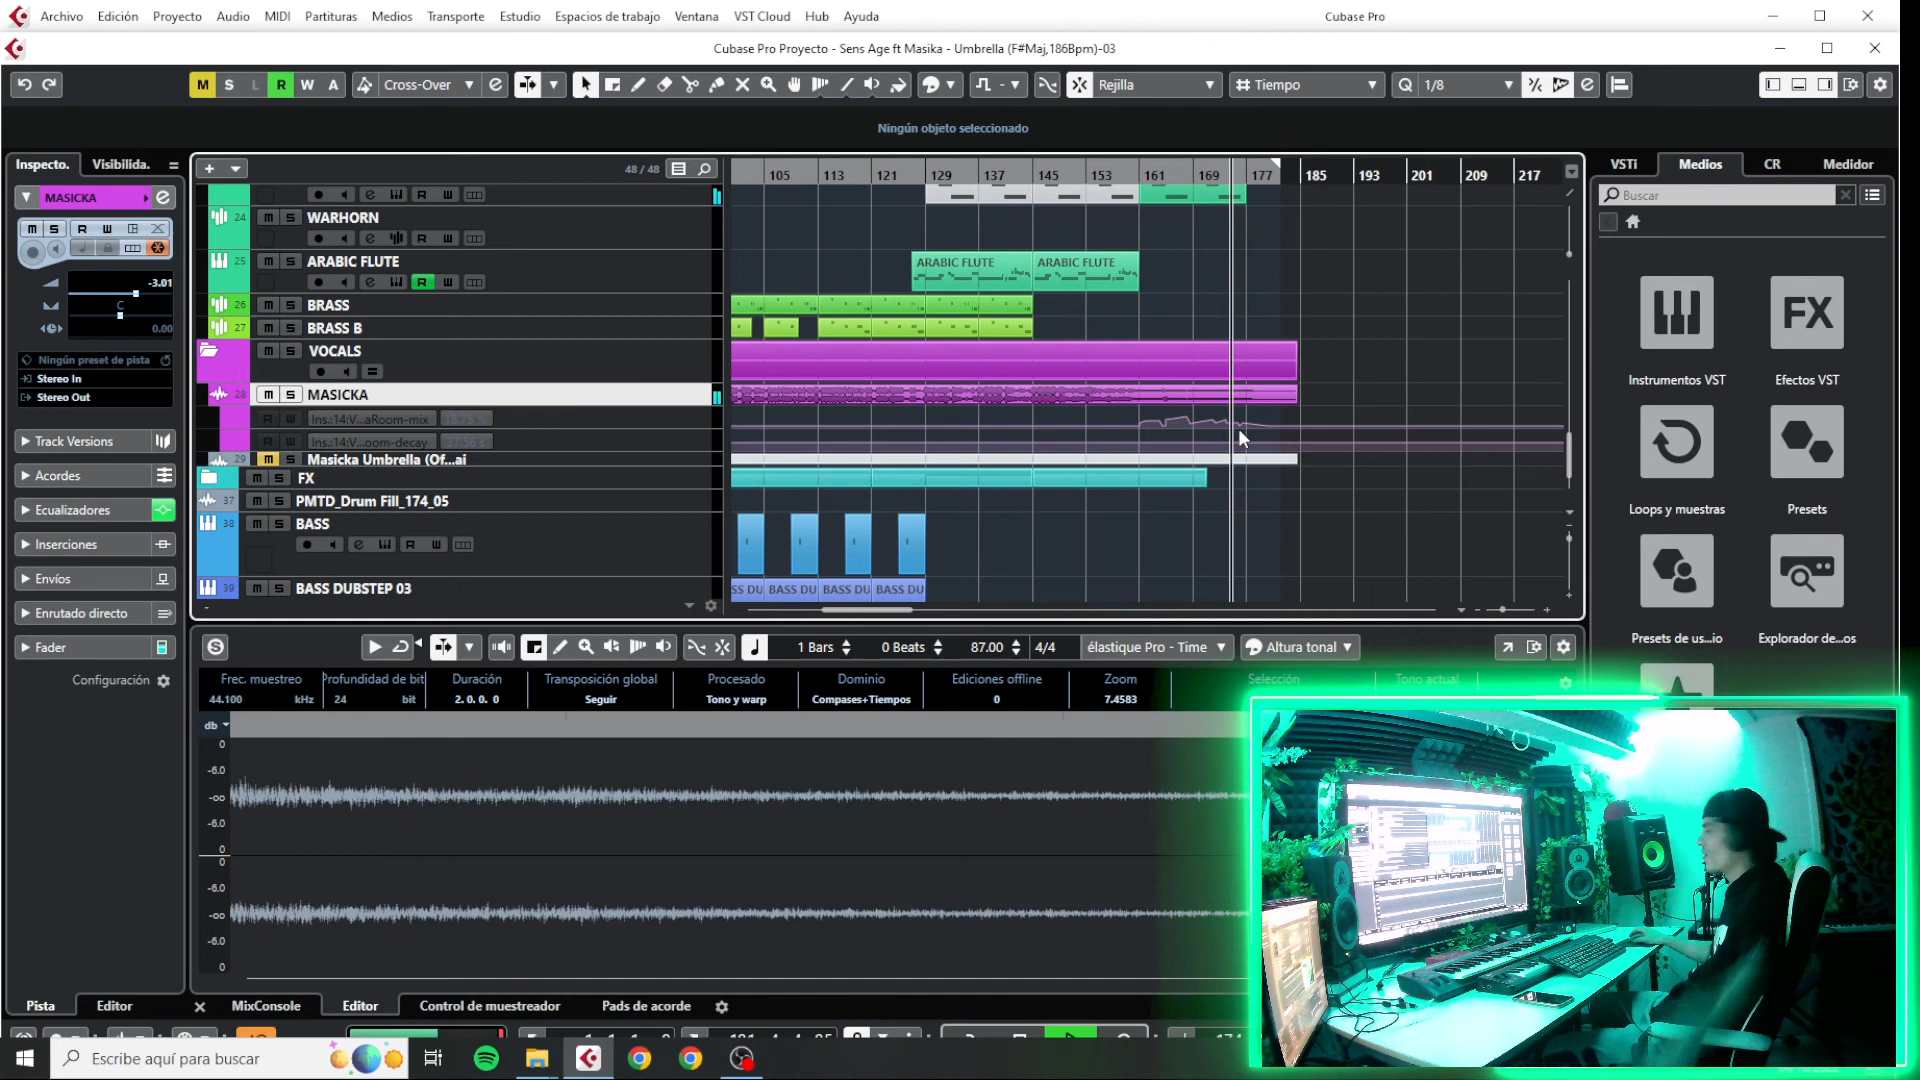 Archivo Edición Proyecto Audio MIDI Partituras Medios Transporte Estudio Espacios de trabajo Ventana VST Cloud Hub Ayuda Cubase Pro
Cubase Pro Proyecto - Sens Age ft Masika - Umbrella (F#Maj,186Bpm)-03
M S L R W A Cross-Over Rejilla Tiempo Q 1/8
Ningún objeto seleccionado
Inspecto. Visibilida. 48 / 48 VSTi Medios CR Medidor
105 113 121 129 137 145 153 161 169 177 185 193 201 209 217
MASICKA
Buscar
24 WARHORN
25 ARABIC FLUTE
ARABIC FLUTE ARABIC FLUTE
-3.01
C
0.00
26 BRASS
27 BRASS B
VOCALS
Ningún preset de pista
Stereo In
Stereo Out
28 MASICKA
Ins.:14:V...aRoom-mix 18.75 %
Ins.:14:V...oom-decay 37.56 %
29 Masicka Umbrella (Of...ai
FX
37 PMTD_Drum Fill_174_05
38 BASS
39 BASS DUBSTEP 03
SS DU BASS DU BASS DU BASS DU
Instrumentos VST Efectos VST
Loops y muestras Presets
Presets de us...io Explorador de...os
Track Versions
Acordes
Ecualizadores
Inserciones
Envíos
Enrutado directo
Fader
Configuración
1 Bars 0 Beats 87.00 4/4 élastique Pro - Time Altura tonal
Frec. muestreo Profundidad de bit Duración Transposición global Procesado Dominio Ediciones offline Zoom Selección Tono actual
44.100 kHz 24 bit 2. 0. 0. 0 Seguir Tono y warp Compases+Tiempos 0 7.4583
db
0
-6.0
-oo
-6.0
0
0
-6.0
-oo
-6.0
0
Pista Editor MixConsole Editor Control de muestreador Pads de acorde
Escribe aquí para buscar